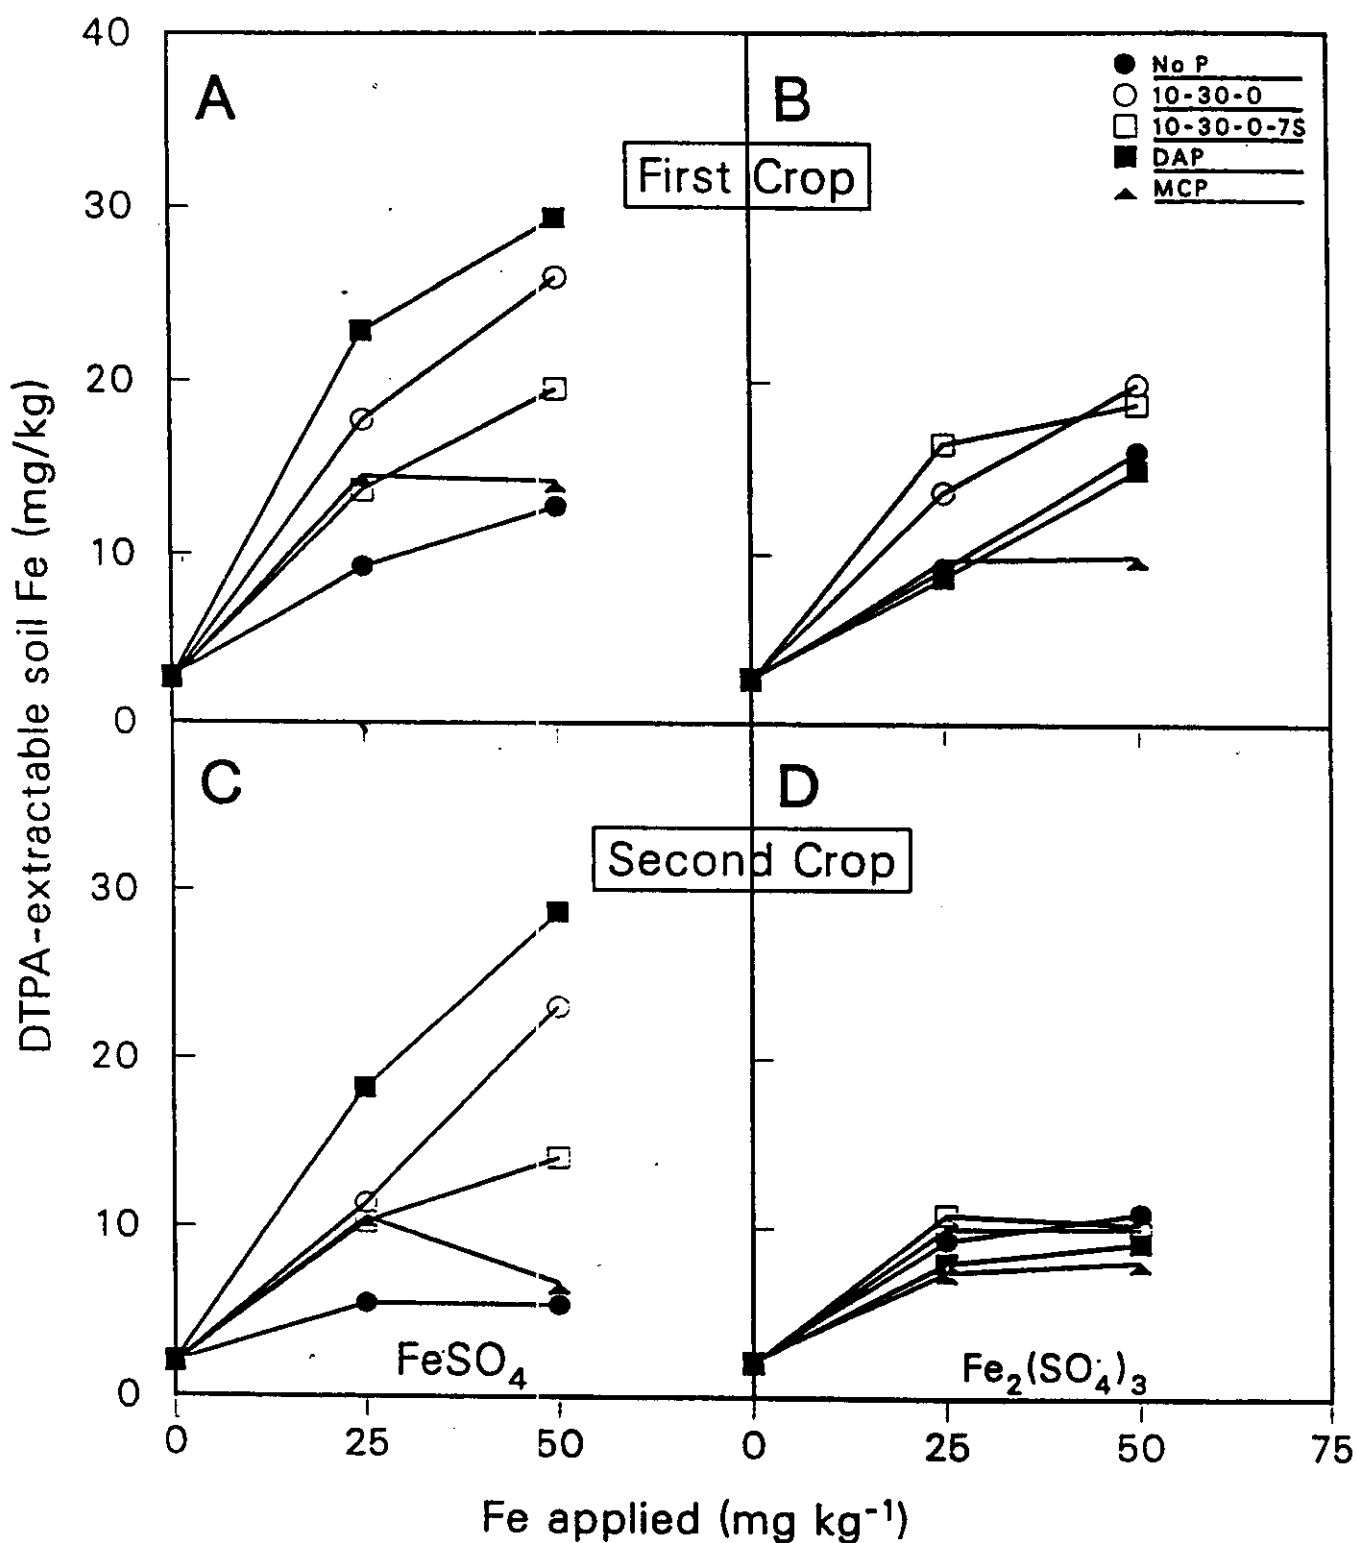 40
A
B
No P
10-30-0
10-30-0-7S
DAP
MCP
First Crop
30
20
10
0
DTPA-extractable soil Fe (mg/kg)
C
D
Second Crop
30
20
10
0
FeSO4
Fe2(SO4)3
0 25 50 0 25 50 75
Fe applied (mg kg-1)